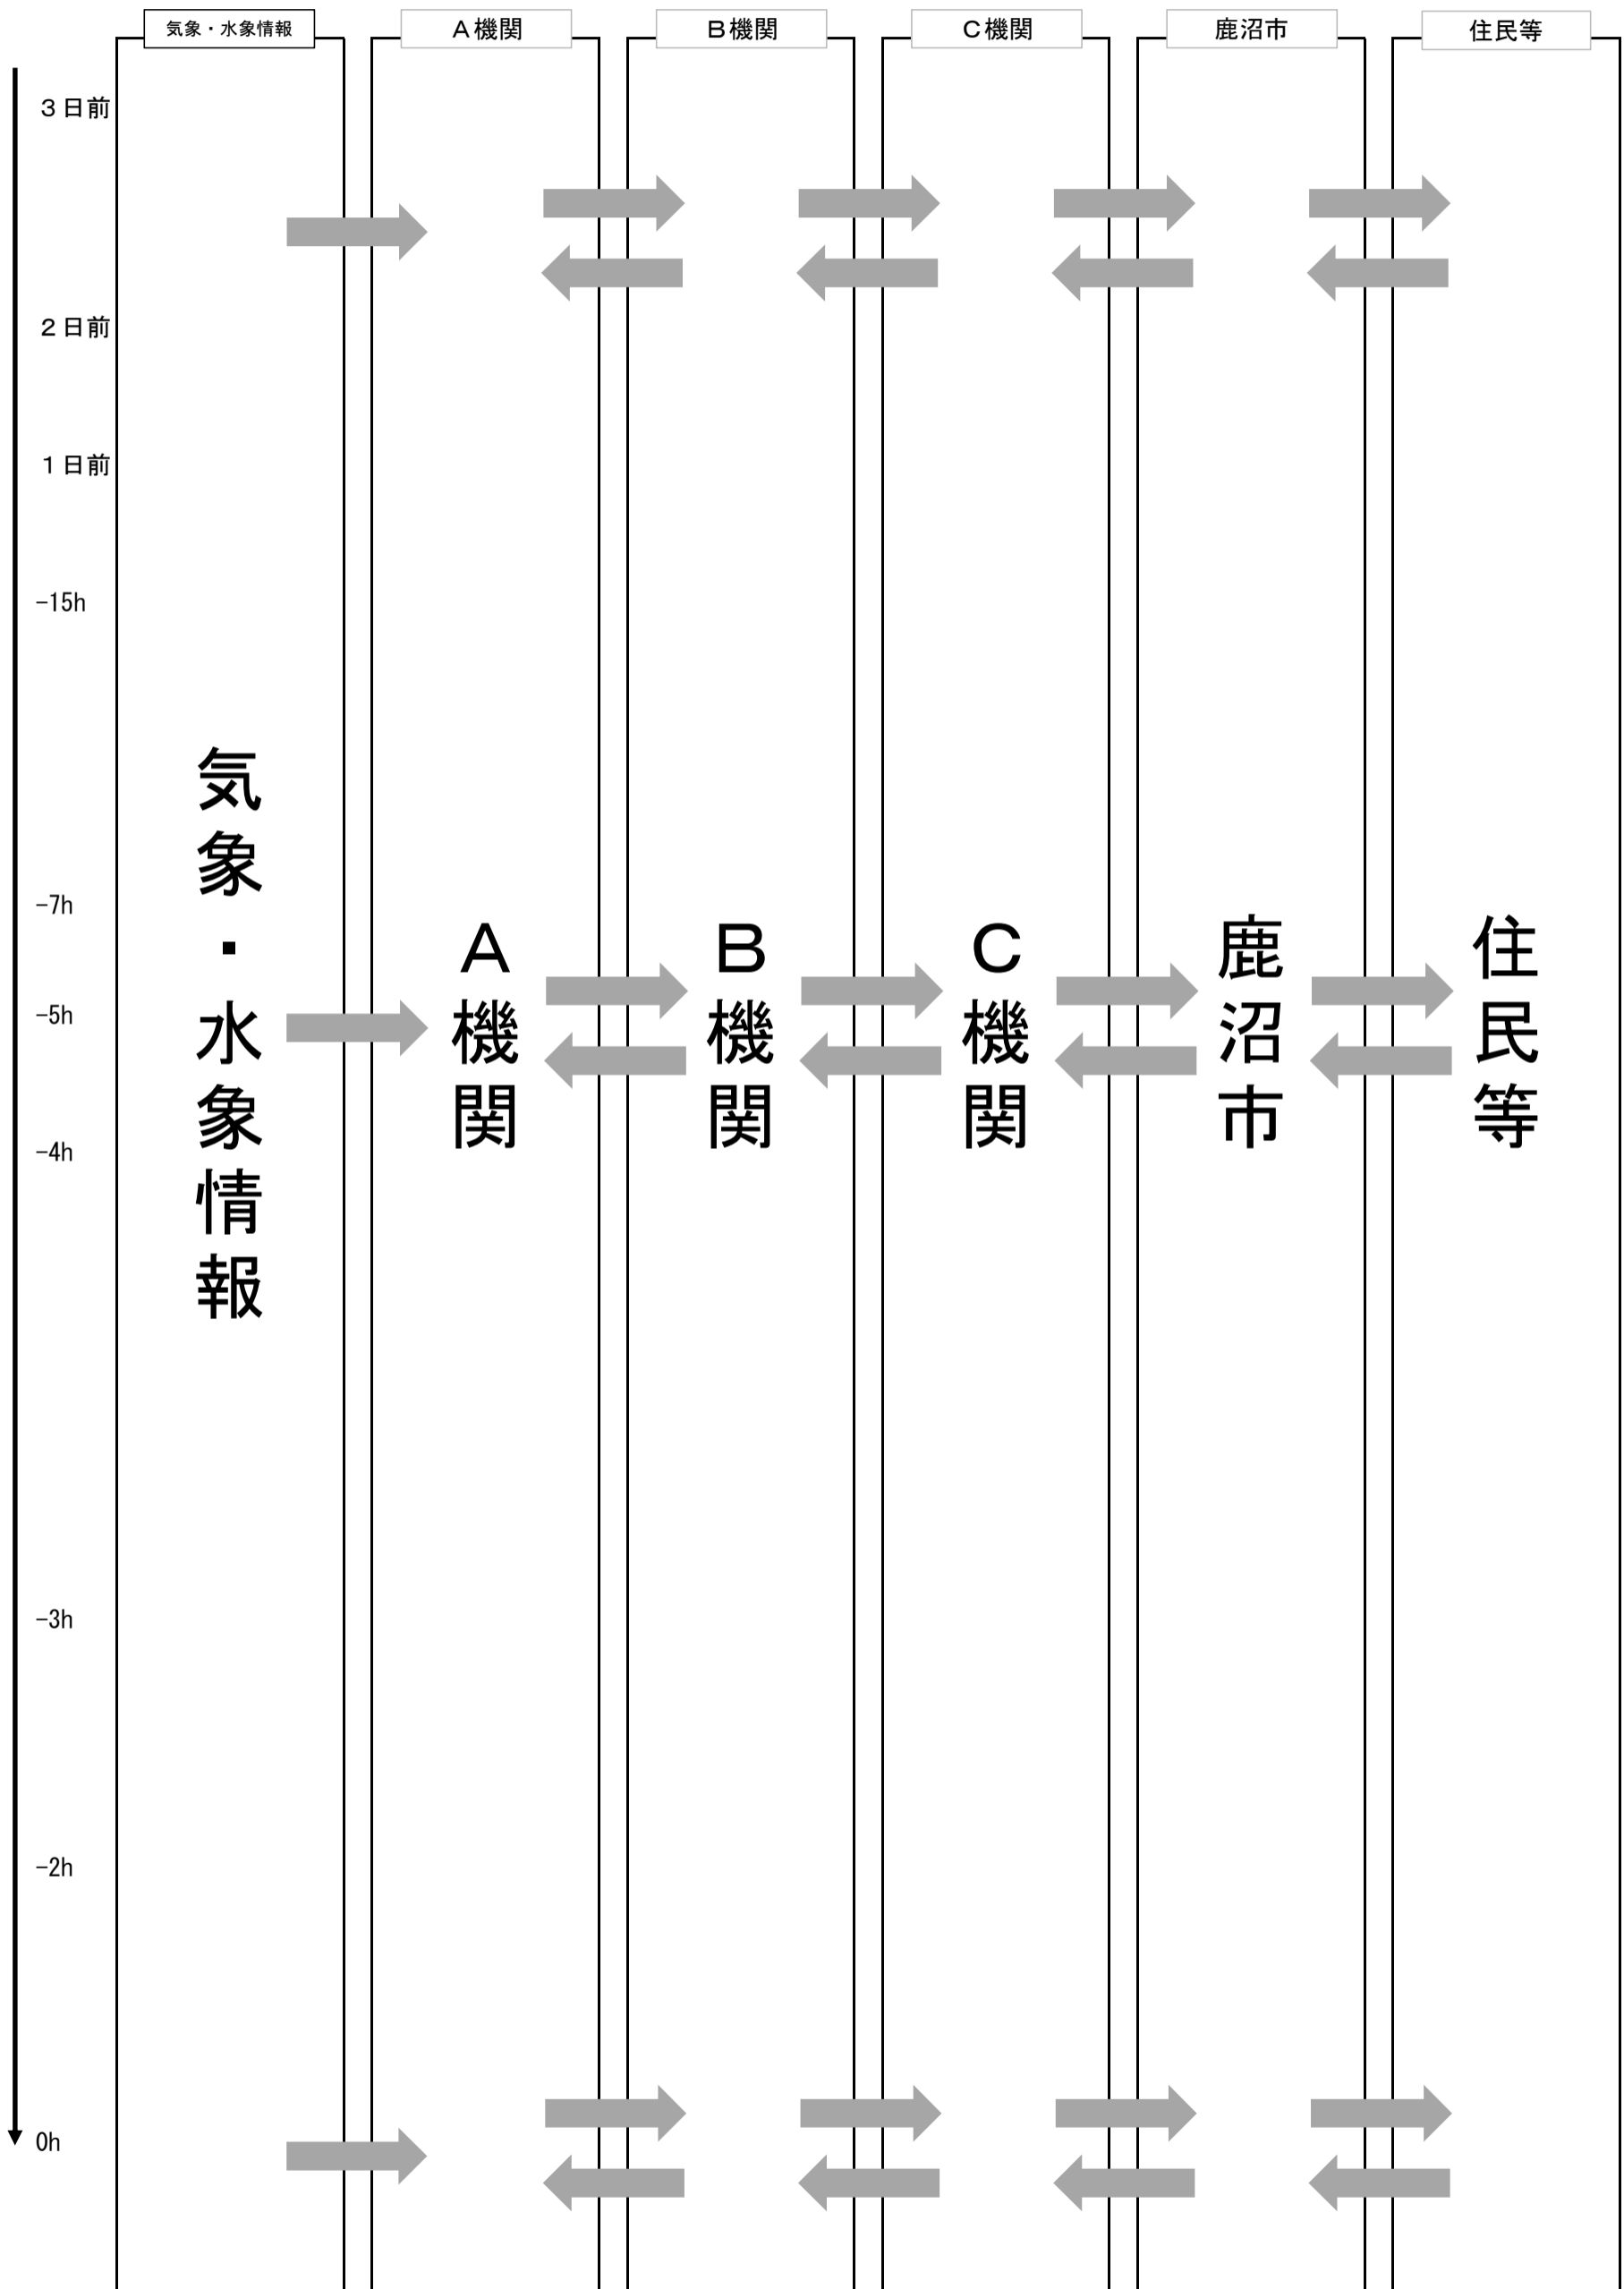 気象・水象情報
A機関
B機関
C機関
鹿沼市
住民等
3日前
2日前
1日前
-15h
-7h
-5h
-4h
-3h
-2h
0h
気象・水象情報
A機関
B機関
C機関
鹿沼市
住民等